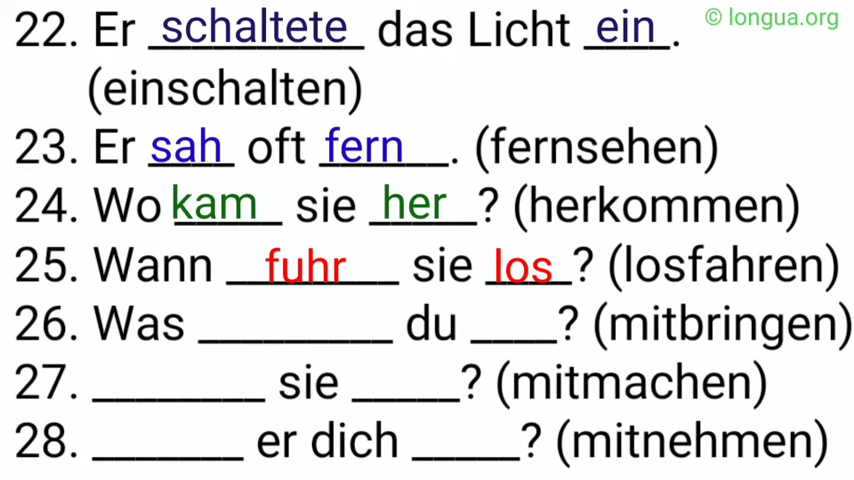 22. Er schaltete das Licht ein. © longua.org
(einschalten)
23. Er sah oft fern. (fernsehen)
24. Wo kam sie her? (herkommen)
25. Wann fuhr sie los? (losfahren)
26. Was _________ du ____? (mitbringen)
27. ________ sie _____? (mitmachen)
28. _______ er dich _____? (mitnehmen)